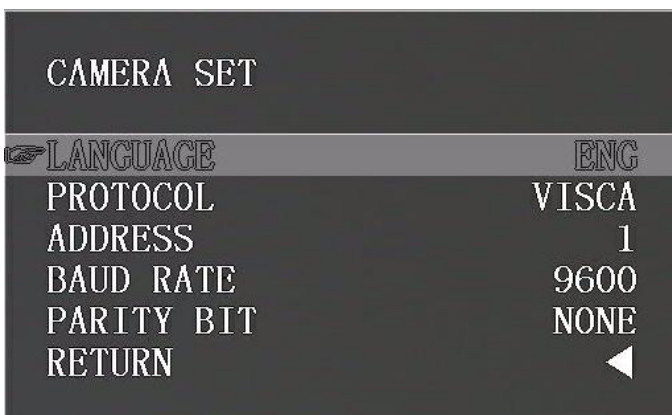 CAMERA SET
LANGUAGE ENG
PROTOCOL VISCA
ADDRESS 1
BAUD RATE 9600
PARITY BIT NONE
RETURN